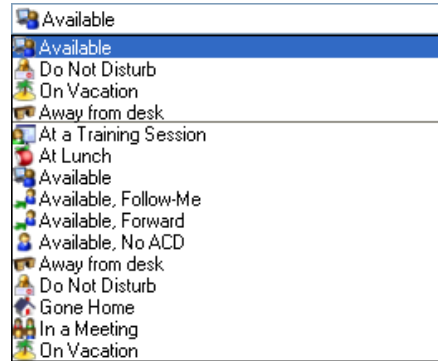 Available
Available
Do Not Disturb
On Vacation
Away from desk
At a Training Session
At Lunch
Available
Available, Follow-Me
Available, Forward
Available, No ACD
Away from desk
Do Not Disturb
Gone Home
In a Meeting
On Vacation